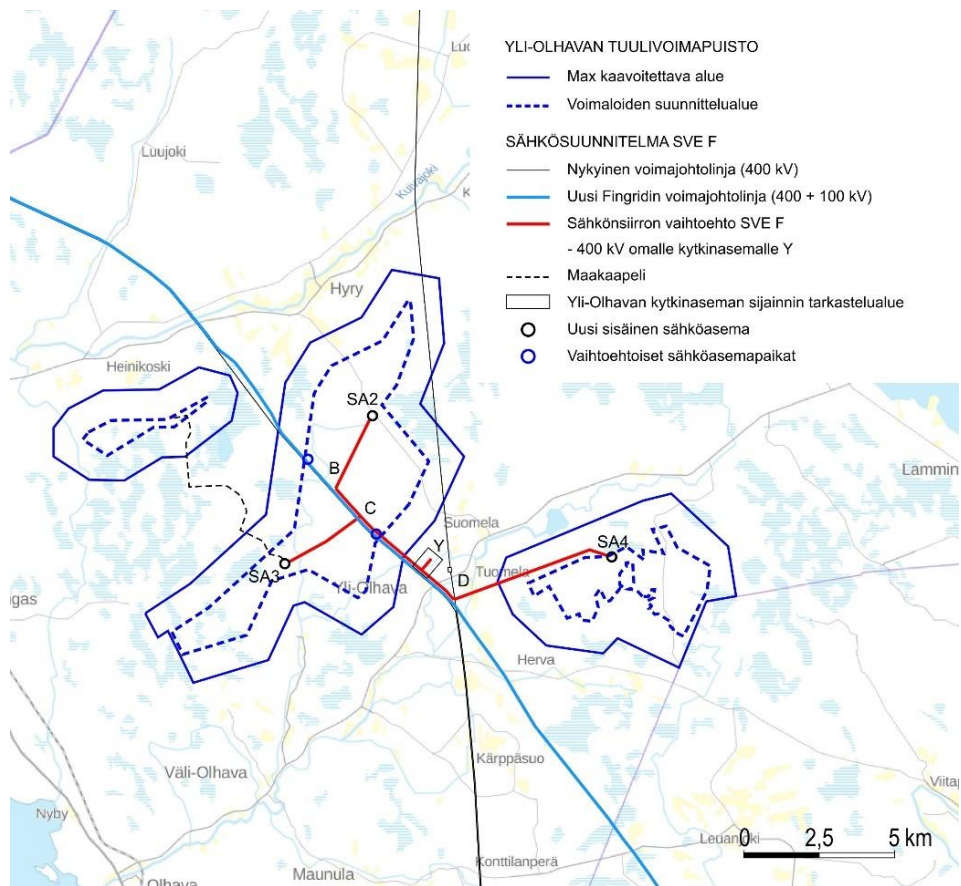 YLI-OLHAVAN TUULIVOIMAPUISTO
Max kaavoitettava alue
Voimaloiden suunnittelualue
SÄHKÖSUUNNITELMA SVE F
Nykyinen voimajohtolinja (400 kV)
Uusi Fingridin voimajohtolinja (400 + 100 kV)
Sähkönsiirron vaihtoehto SVE F
- 400 kV omalle kytkinasemalle Y
Maakaapeli
Yli-Olhavan kytkinaseman sijainnin tarkastelualue
Uusi sisäinen sähköasema
Vaihtoehtoiset sähköasemapaikat
Luujoki
Kuivajoki
Hyry
Heinikoski
SA2
B
C
Suomela
Lammin
Y
SA4
SA3
Tuomela
D
Yli-Olhava
ngas
Herva
Kärppäsuo
Väli-Olhava
Viitap
Nyby
Leuanjoki
0 2,5 5 km
Konttilanperä
Maunula
Olhava